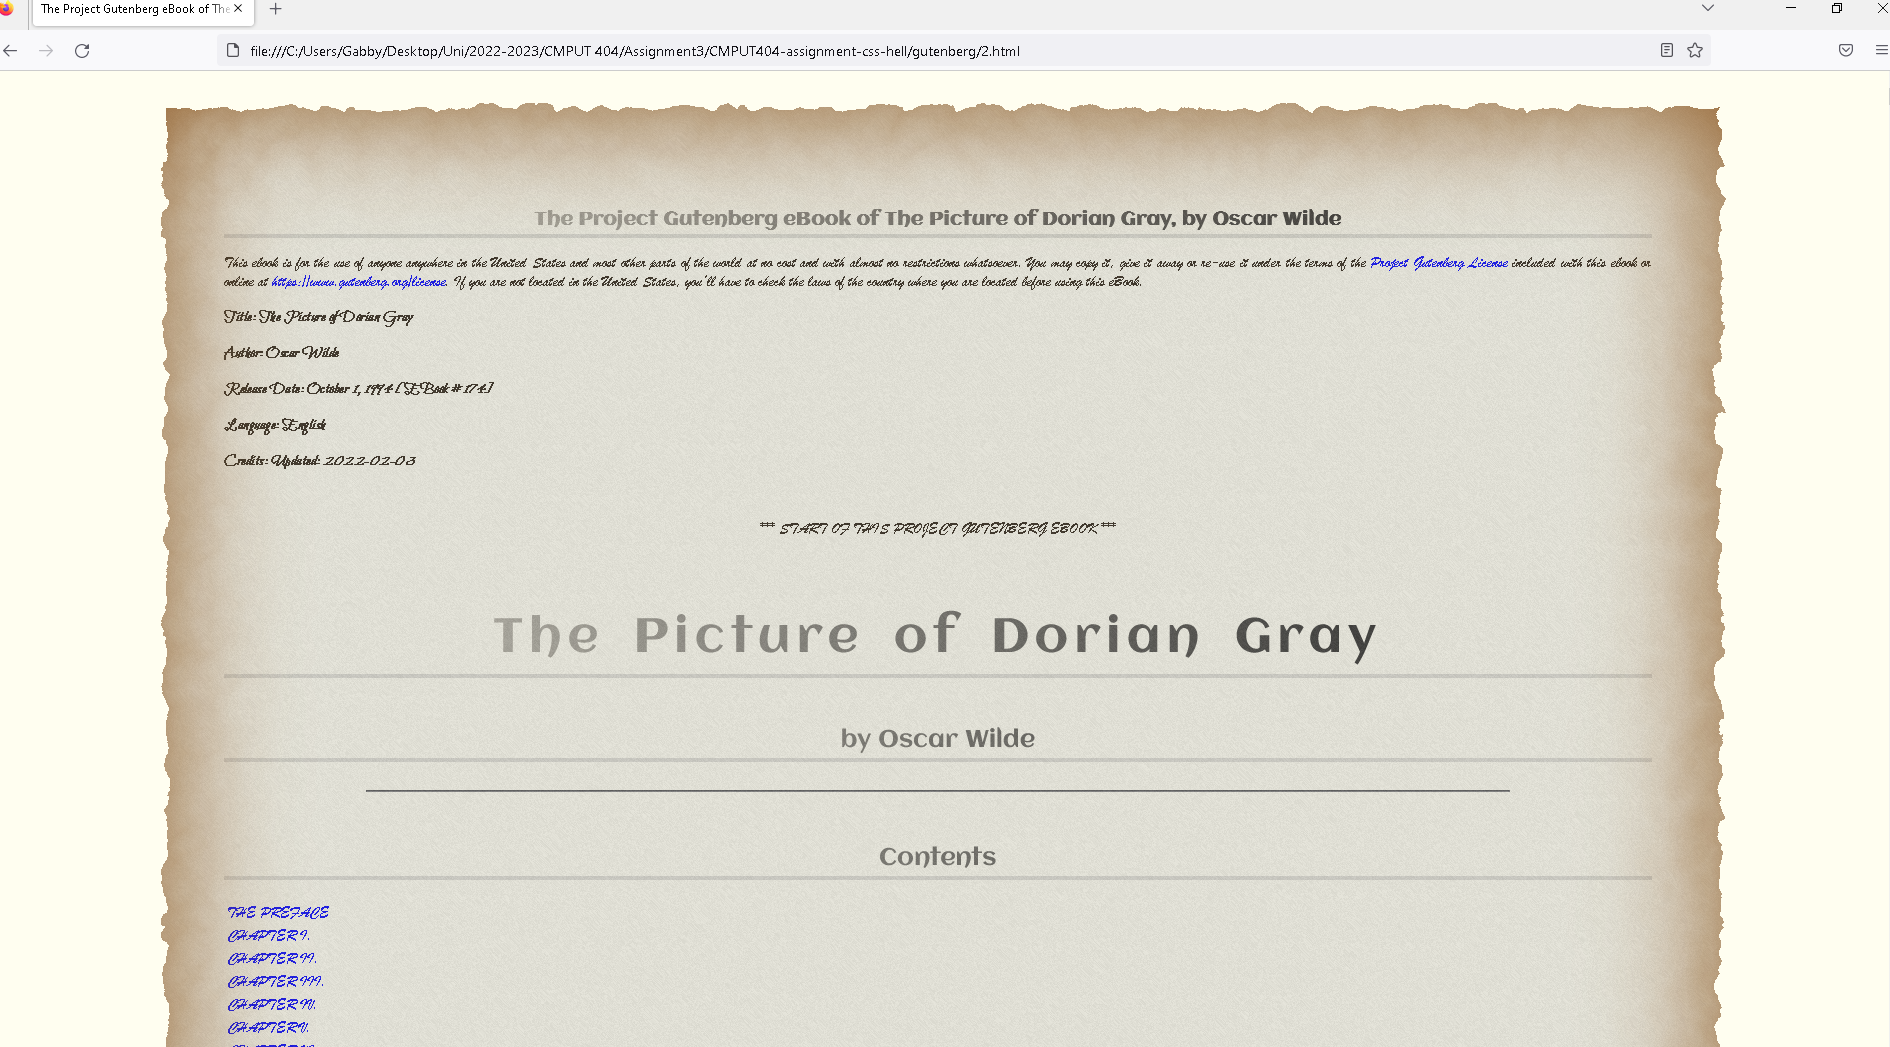 The Project Gutenberg eBook of The
file:///C:/Users/Gabby/Desktop/Uni/2022-2023/CMPUT 404/Assignment3/CMPUT404-assignment-css-hell/gutenberg/2.html
The Project Gutenberg eBook of The Picture of Dorian Gray, by Oscar Wilde
This ebook is for the use of anyone anywhere in the United States and most other parts of the world at no cost and with almost no restrictions whatsoever. You may copy it, give it away or re-use it under the terms of the Project Gutenberg License included with this ebook or
online at https://www.gutenberg.org/license. If you are not located in the United States, you'll have to check the laws of the country where you are located before using this eBook.
Title: The Picture of Dorian Gray
Author: Oscar Wilde
Release Date: October 1, 1994 [EBook #174]
Language: English
Credits: Updated: 2022-02-03
*** START OF THIS PROJECT GUTENBERG EBOOK ***
The Picture of Dorian Gray
by Oscar Wilde
Contents
THE PREFACE
CHAPTER I.
CHAPTER II.
CHAPTER III.
CHAPTER IV.
CHAPTER V.